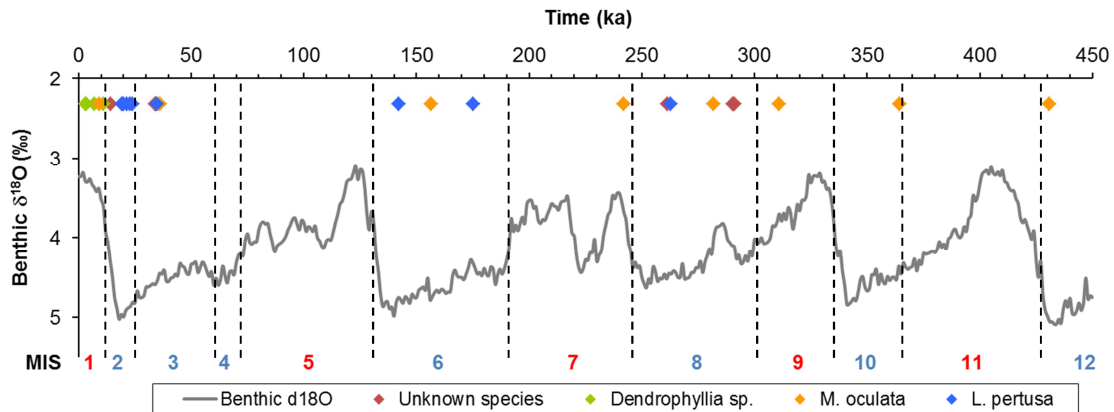 Time (ka)
0 50 100 150 200 250 300 350 400 450
2
3
4
5
Benthic δ¹⁸O (‰)
MIS 1 2 3 4 5 6 7 8 9 10 11 12
Benthic d18O Unknown species Dendrophyllia sp. M. oculata L. pertusa